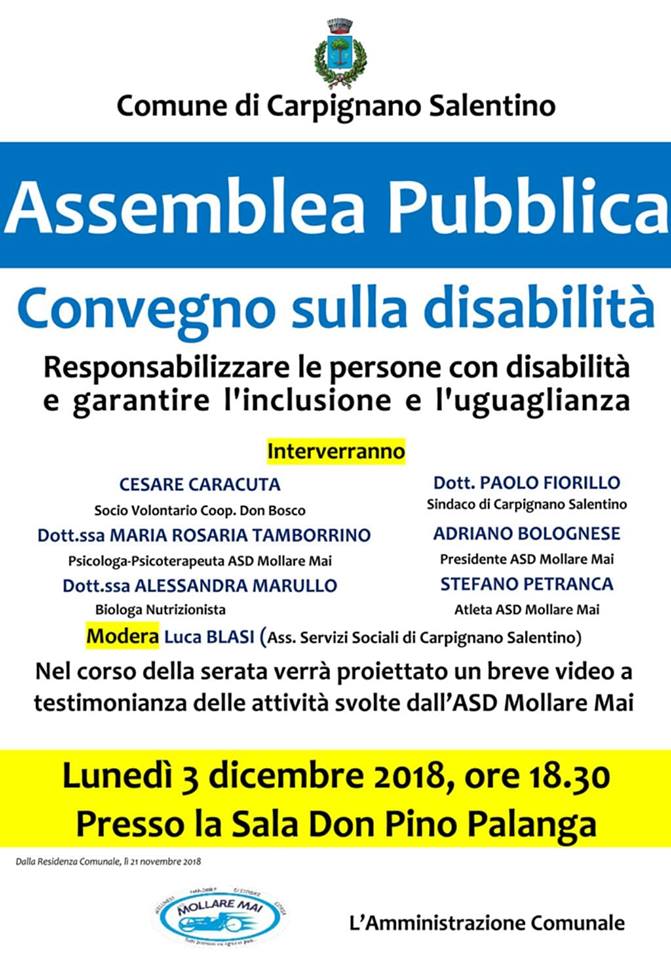 Comune di Carpignano Salentino
Assemblea Pubblica
Convegno sulla disabilità
Responsabilizzare le persone con disabilità
e garantire l'inclusione e l'uguaglianza
Interverranno
CESARE CARACUTA
Socio Volontario Coop. Don Bosco
Dott.ssa MARIA ROSARIA TAMBORRINO
Psicologa-Psicoterapeuta ASD Mollare Mai
Dott.ssa ALESSANDRA MARULLO
Biologa Nutrizionista
Dott. PAOLO FIORILLO
Sindaco di Carpignano Salentino
ADRIANO BOLOGNESE
Presidente ASD Mollare Mai
STEFANO PETRANCA
Atleta ASD Mollare Mai
Modera Luca BLASI (Ass. Servizi Sociali di Carpignano Salentino)
Nel corso della serata verrà proiettato un breve video a
testimonianza delle attività svolte dall’ASD Mollare Mai
Lunedì 3 dicembre 2018, ore 18.30
Presso la Sala Don Pino Palanga
Dalla Residenza Comunale, lì 21 novembre 2018
MOLLARE MAI
L’Amministrazione Comunale